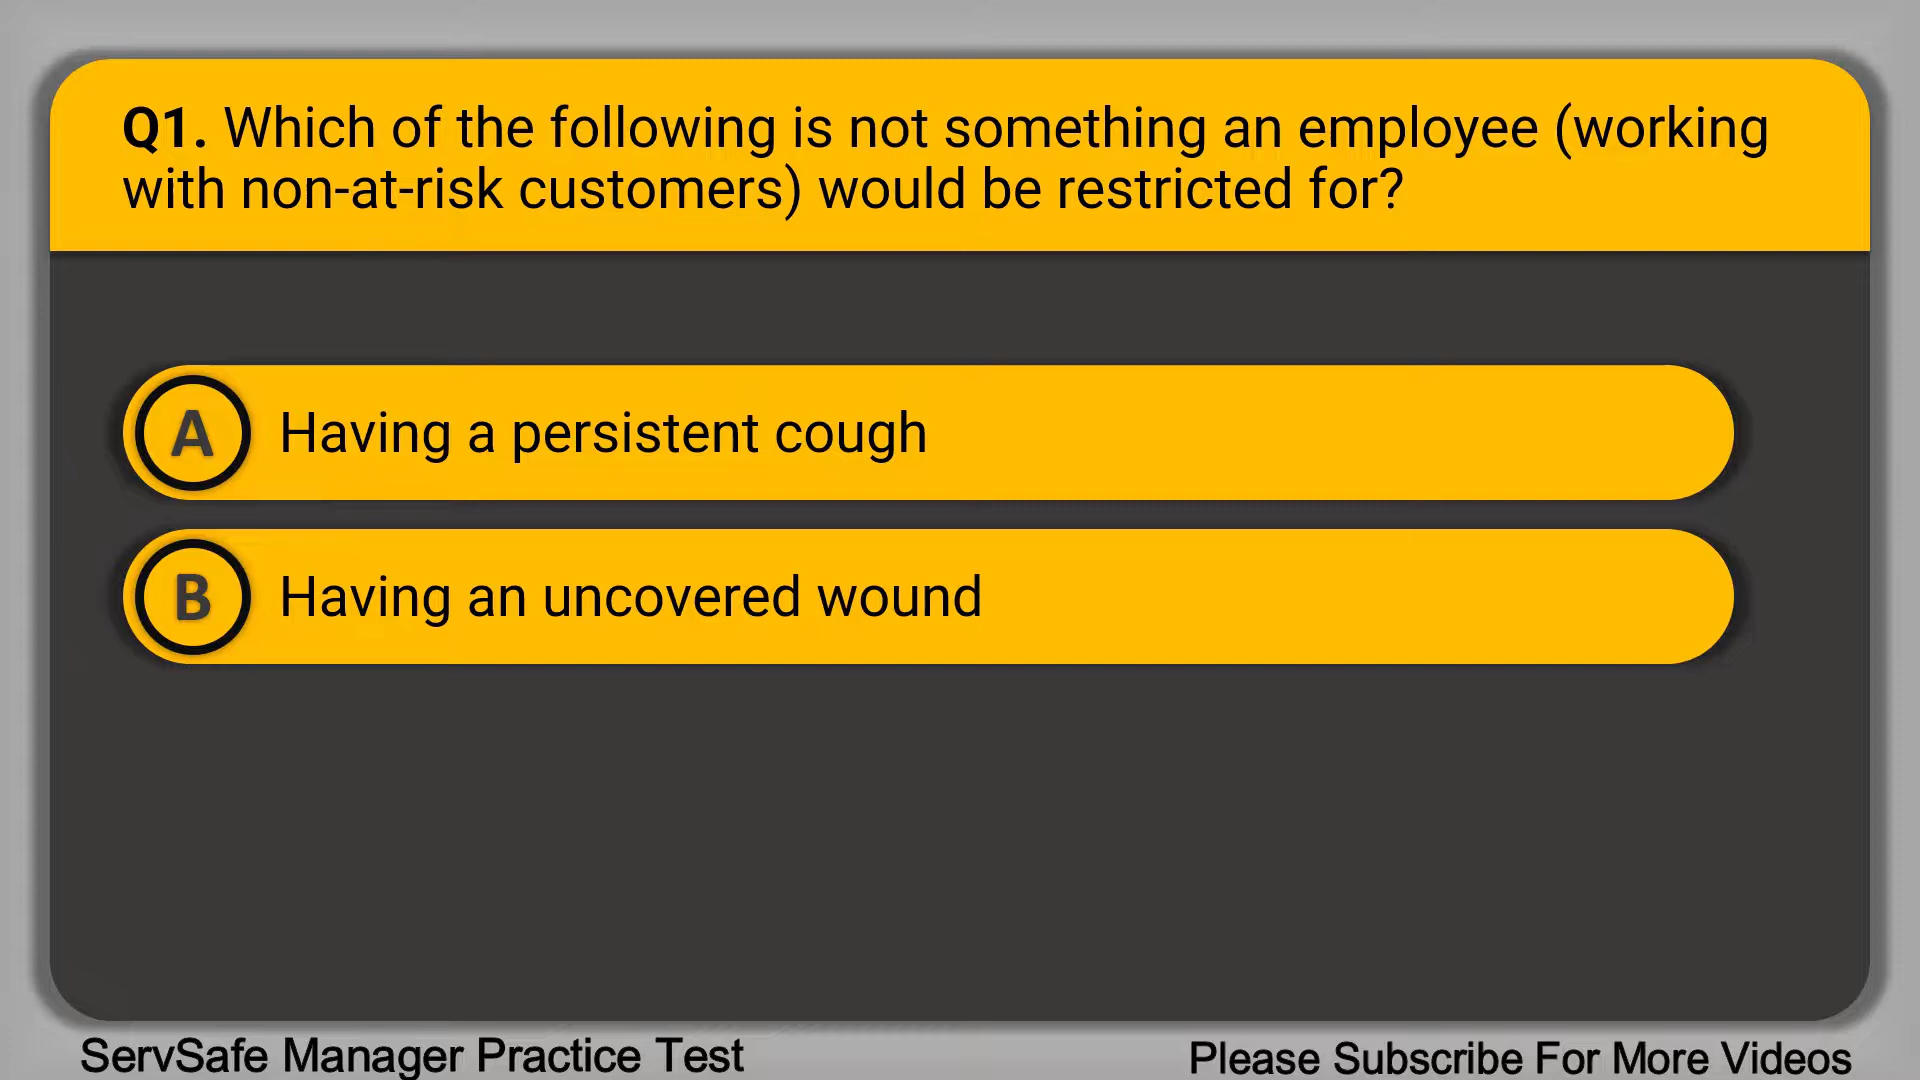 Q1. Which of the following is not something an employee (working
with non-at-risk customers) would be restricted for?
A Having a persistent cough
B Having an uncovered wound
ServSafe Manager Practice Test
Please Subscribe For More Videos